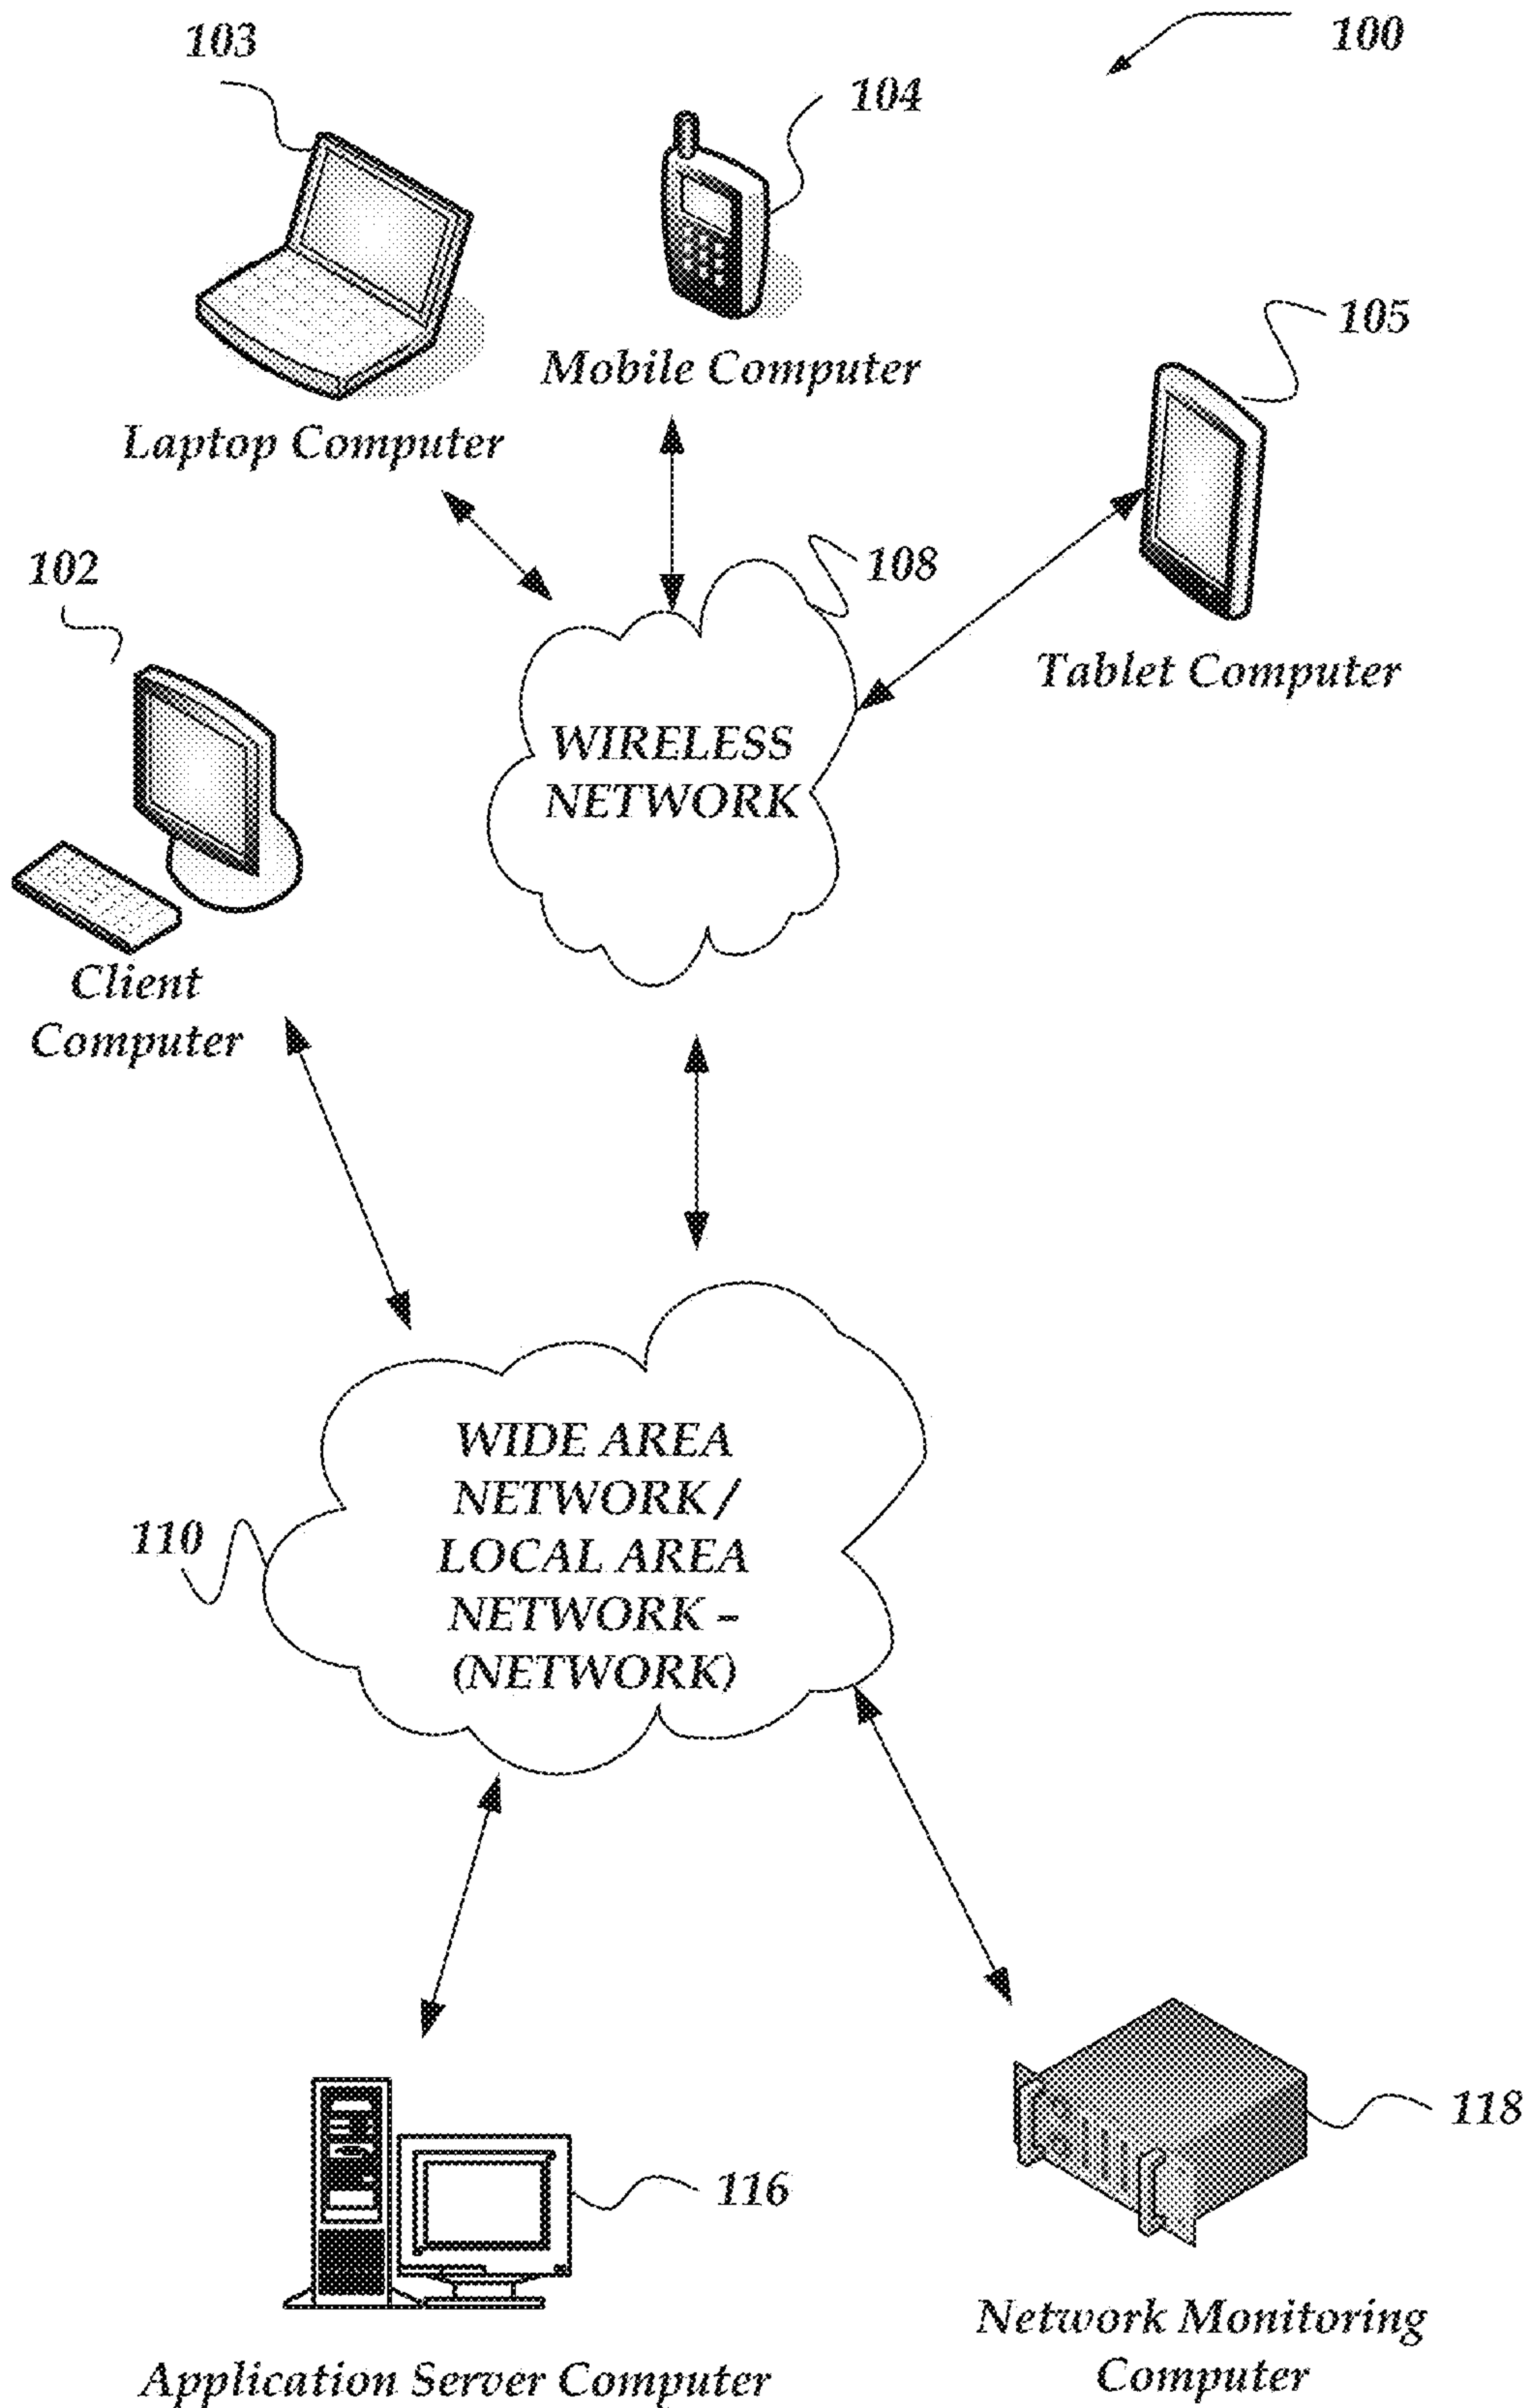 103
100
104
105
Mobile Computer
Laptop Computer
108
102
Tablet Computer
WIRELESS
NETWORK
Client
Computer
WIDE AREA
NETWORK /
LOCAL AREA
NETWORK –
(NETWORK)
110
118
116
Network Monitoring
Computer
Application Server Computer